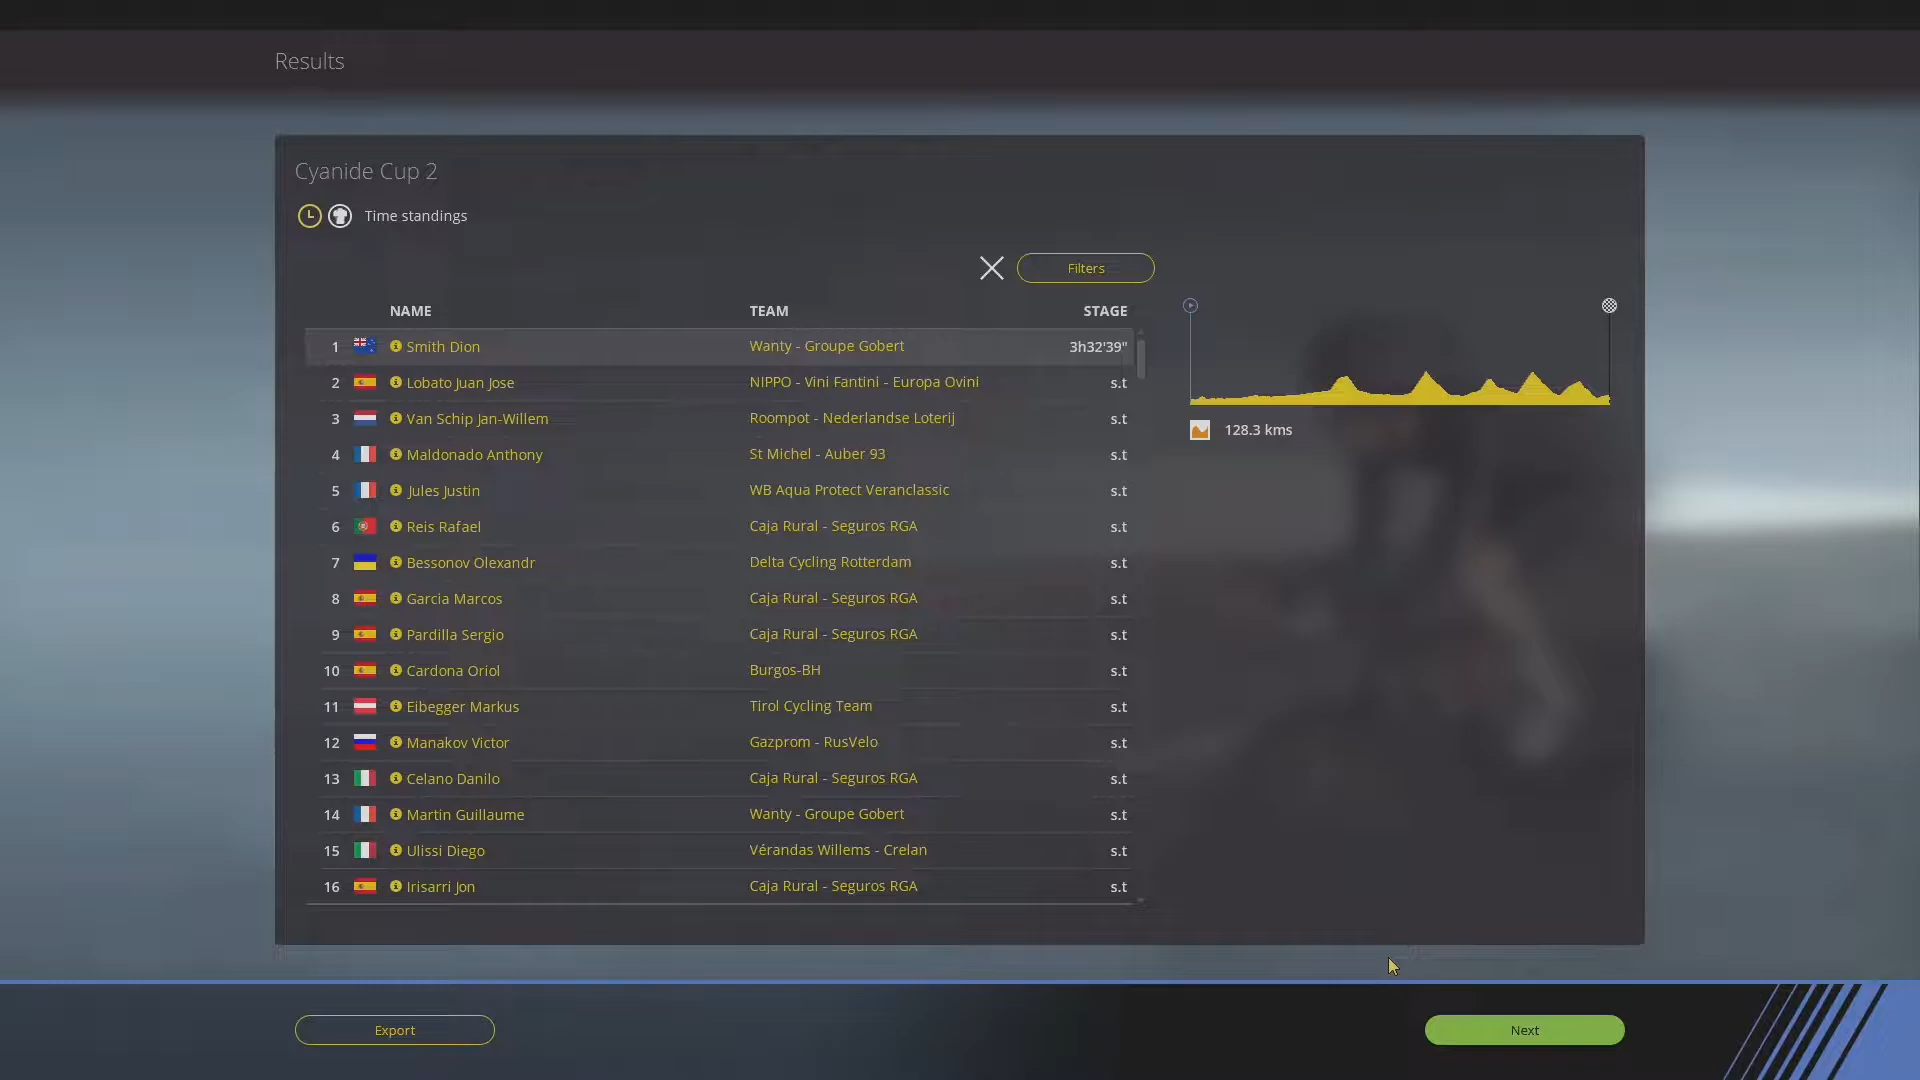 Results
Cyanide Cup 2
Time standings
Filters
NAME TEAM STAGE
1 Smith Dion Wanty - Groupe Gobert 3h32'39"
2 Lobato Juan Jose NIPPO - Vini Fantini - Europa Ovini s.t
3 Van Schip Jan-Willem Roompot - Nederlandse Loterij s.t
4 Maldonado Anthony St Michel - Auber 93 s.t
5 Jules Justin WB Aqua Protect Veranclassic s.t
6 Reis Rafael Caja Rural - Seguros RGA s.t
7 Bessonov Olexandr Delta Cycling Rotterdam s.t
8 Garcia Marcos Caja Rural - Seguros RGA s.t
9 Pardilla Sergio Caja Rural - Seguros RGA s.t
10 Cardona Oriol Burgos-BH s.t
11 Eibegger Markus Tirol Cycling Team s.t
12 Manakov Victor Gazprom - RusVelo s.t
13 Celano Danilo Caja Rural - Seguros RGA s.t
14 Martin Guillaume Wanty - Groupe Gobert s.t
15 Ulissi Diego Vérandas Willems - Crelan s.t
16 Irisarri Jon Caja Rural - Seguros RGA s.t
128.3 kms
Export
Next